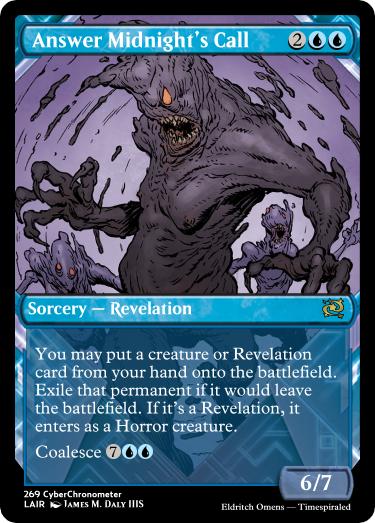 Answer Midnight's Call 2
Sorcery — Revelation
You may put a creature or Revelation
card from your hand onto the battlefield.
Exile that permanent if it would leave
the battlefield. If it's a Revelation, it
enters as a Horror creature.
Coalesce 7
6/7
269 CyberChronometer
LAIR James M. Daly IIIS
Eldritch Omens — Timespiraled